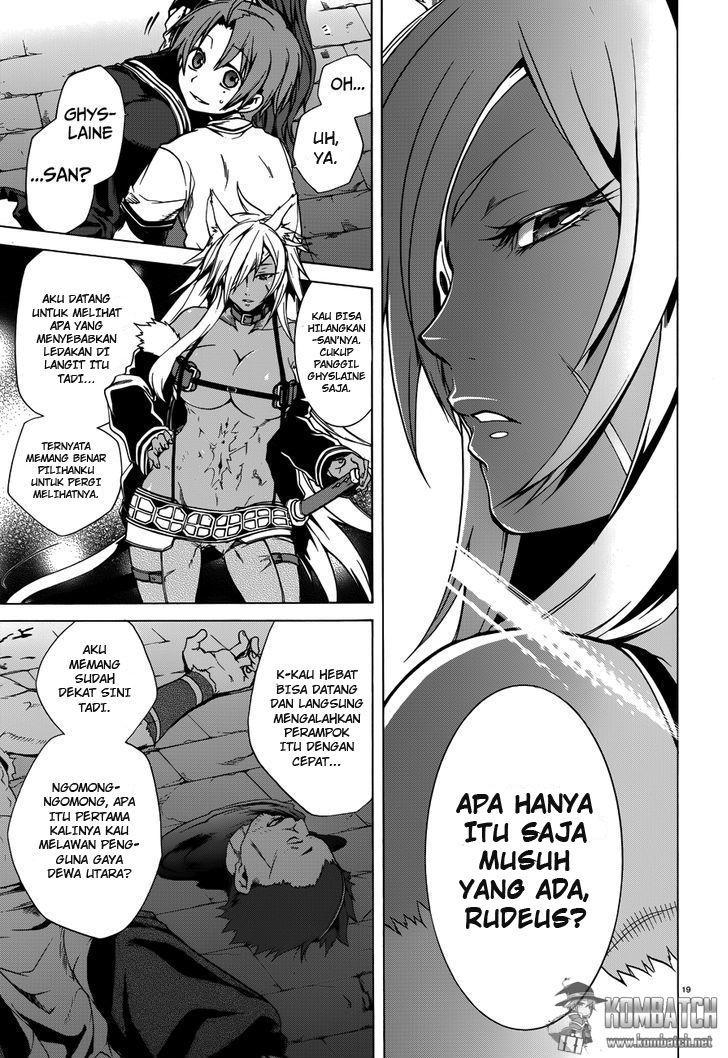 APA HANYA
ITU SAJA
MUSUH
YANG ADA,
RUDEUS?
OH...
UH,
YA.
GHYS-
LAINE
...SAN?
KAU BISA
HILANGKAN
-SAN'NYA.
CUKUP
PANGGIL
GHYSLAINE
SAJA.
AKU DATANG
UNTUK MELIHAT
APA YANG
MENYEBABKAN
LEDAKAN DI
LANGIT ITU
TADI...
TERNYATA
MEMANG BENAR
PILIHANKU
UNTUK PERGI
MELIHATNYA.
K-KAU HEBAT
BISA DATANG
DAN LANGSUNG
MENGALAHKAN
PERAMPOK
ITU DENGAN
CEPAT...
AKU
MEMANG
SUDAH
DEKAT SINI
TADI.
NGOMONG-
NGOMONG, APA
ITU PERTAMA
KALINYA KAU
MELAWAN PENG-
GUNA GAYA
DEWA UTARA?
19
KOMBATCH
www.kombatch.net